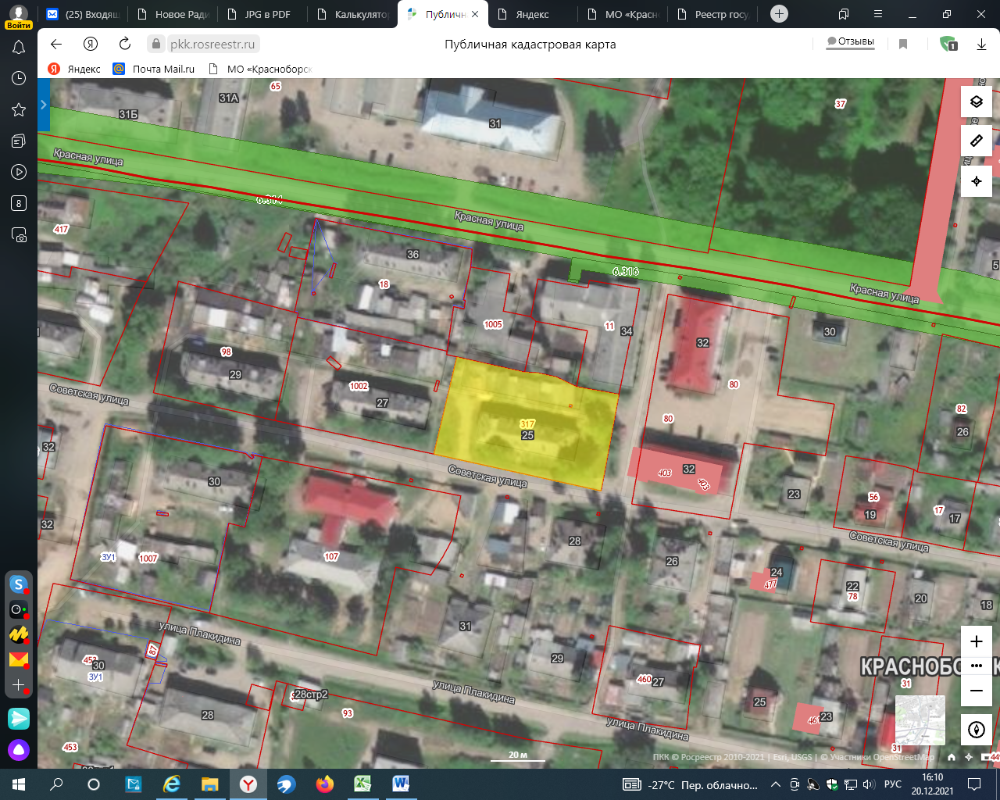 (25) Входящ
Новое Ради
JPG в PDF
Калькулятор
Публичн
Яндекс
МО «Красн
Реестр госу
Войти
pkk.rosreestr.ru
Публичная кадастровая карта
Отзывы
1
Яндекс
Почта Mail.ru
МО «Красноборск
8
31Б
31А
65
31
37
Красная улица
6.314
Красная улица
417
36
18
6.316
Красная улица
5
1005
11
34
32
30
98
29
1002
27
80
80
82
26
Советская улица
317
25
Советская улица
32
30
403
403
32
23
56
19
17
17
32
ЗУ1
1007
107
28
26
Советская улица
24
477
22
78
20
18
улица Плакидина
31
29
87
30
ЗУ1
КРАСНОБО
460
27
31
28стр2
улица Плакидина
93
28
25
461
23
улица Плакидина
453
31
20 м
ПКК © Росреестр 2010-2021 | Esri, USGS | © Участники OpenStreetMap
-27°C Пер. облачно...
РУС
16:10
20.12.2021